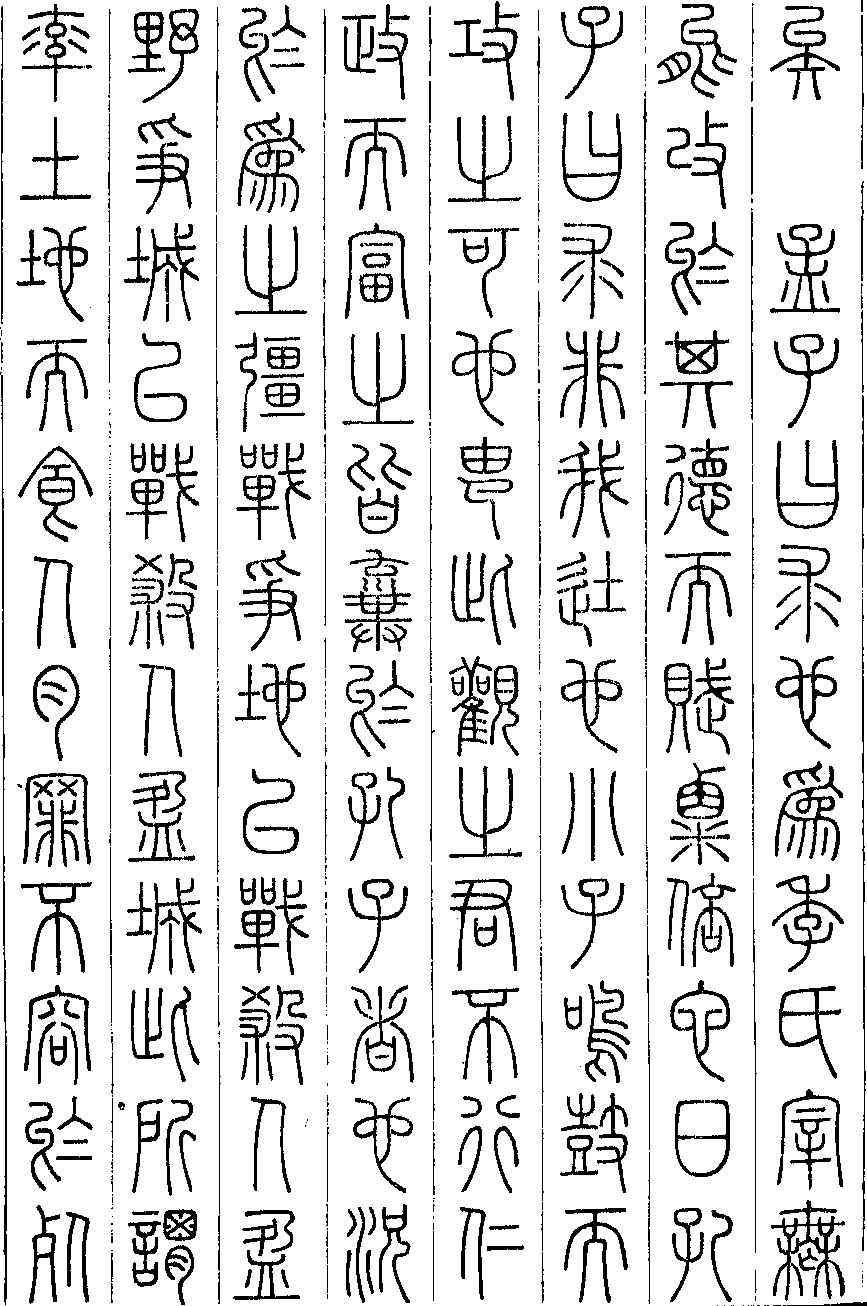 矣　孟子曰求也為季氏宰無
能改於其德而賦粟倍它日孔
子曰求非我徒也小子鳴鼓而
攻之可也由此觀之君不行仁
政而富之皆棄於孔子者也況
於為之彊戰爭地以戰殺人盈
野爭城以戰殺人盈城此所謂
率土地而食人肉罪不容於死